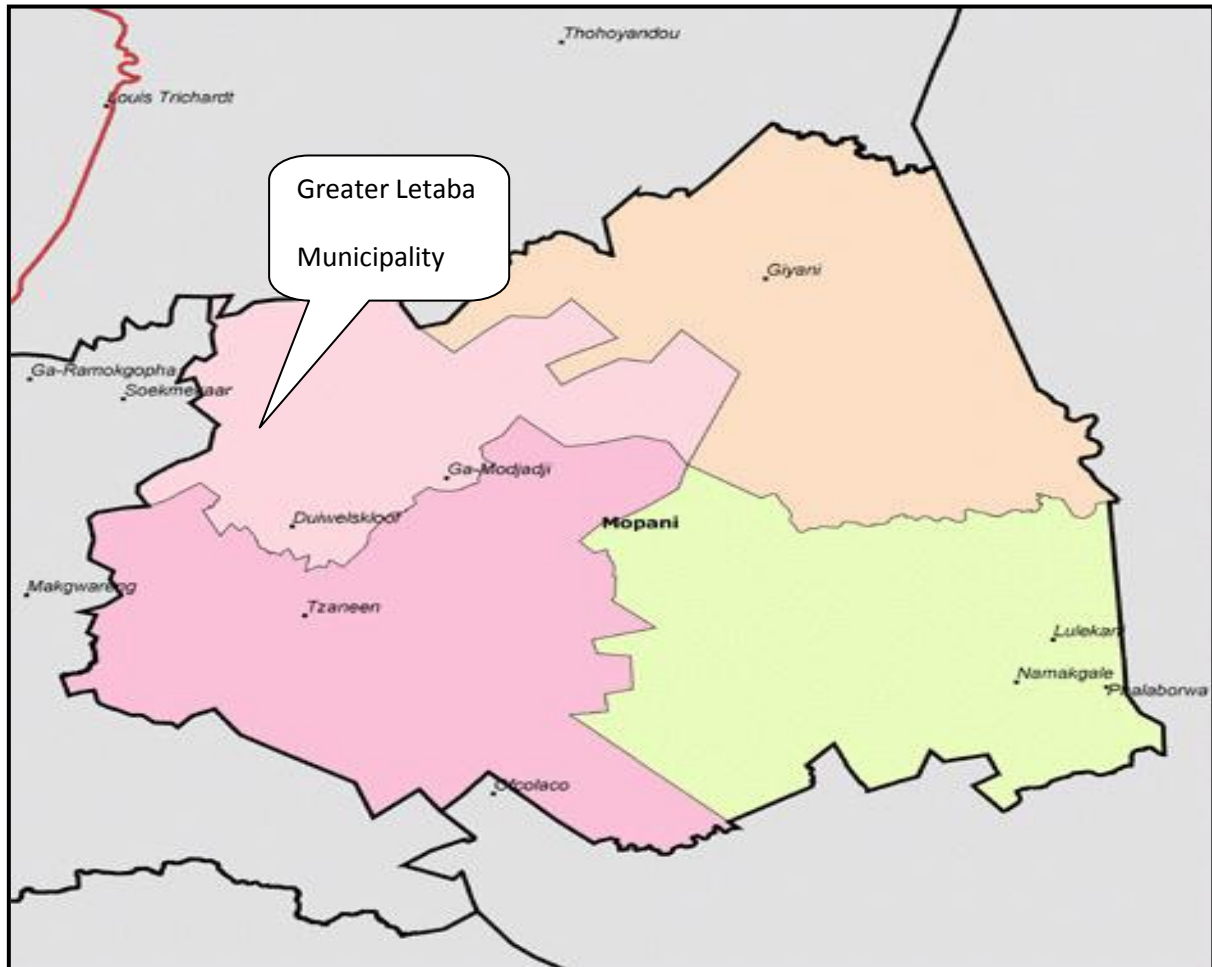 Thohoyandou
Louis Trichardt
Greater Letaba
Municipality
Giyani
Ga-Ramokgopha
Soekmekaar
Ga-Modjadji
Duiwelskloof
Mopani
Makgwareng
Tzaneen
Lulekani
Namakgale
Phalaborwa
Ofcolaco